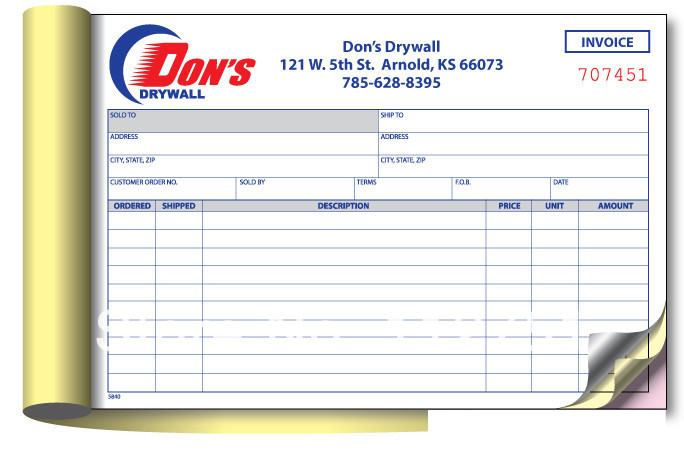 DON'S
DRYWALL
Don's Drywall
121 W. 5th St. Arnold, KS 66073
785-628-8395
INVOICE
707451
SOLD TO SHIP TO
ADDRESS ADDRESS
CITY, STATE, ZIP CITY, STATE, ZIP
CUSTOMER ORDER NO. SOLD BY TERMS F.O.B. DATE
ORDERED SHIPPED DESCRIPTION PRICE UNIT AMOUNT
5840